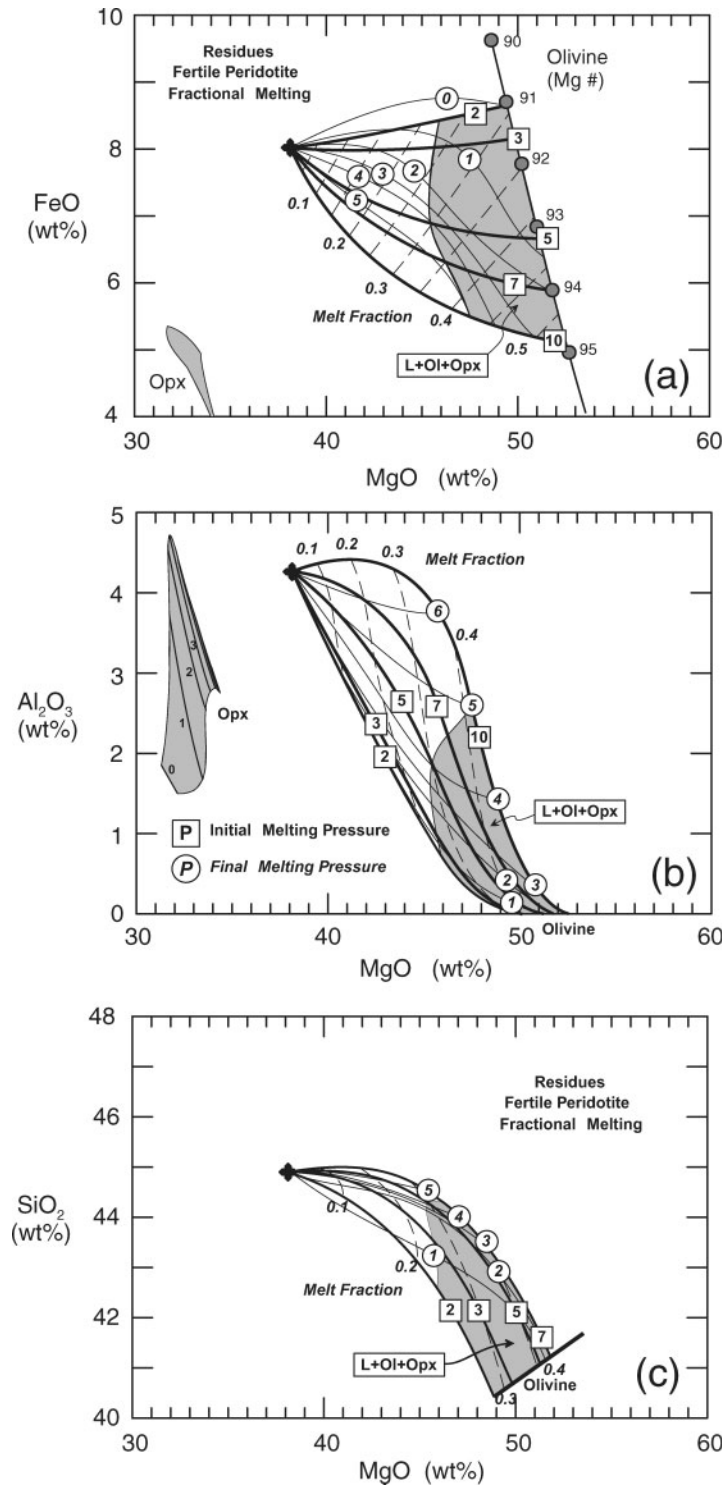 10
8
6
4
FeO
(wt%)
Residues
Fertile Peridotite
Fractional Melting
Olivine
(Mg #)
90
91
92
93
94
95
0
2
3
1
4
3
2
5
5
7
10
0.1
0.2
0.3
0.4
0.5
Melt Fraction
L+Ol+Opx
Opx
(a)
30
40
50
60
MgO (wt%)
5
4
3
2
1
0
Al2O3
(wt%)
0.1
0.2
0.3
Melt Fraction
0.4
6
5
4
3
2
1
5
7
10
3
2
3
2
1
0
Opx
P Initial Melting Pressure
P Final Melting Pressure
L+Ol+Opx
Olivine
(b)
30
40
50
60
MgO (wt%)
48
46
44
42
40
SiO2
(wt%)
Residues
Fertile Peridotite
Fractional Melting
0.1
0.2
Melt Fraction
5
4
3
2
1
2
3
5
7
L+Ol+Opx
Olivine
0.3
0.4
(c)
30
40
50
60
MgO (wt%)